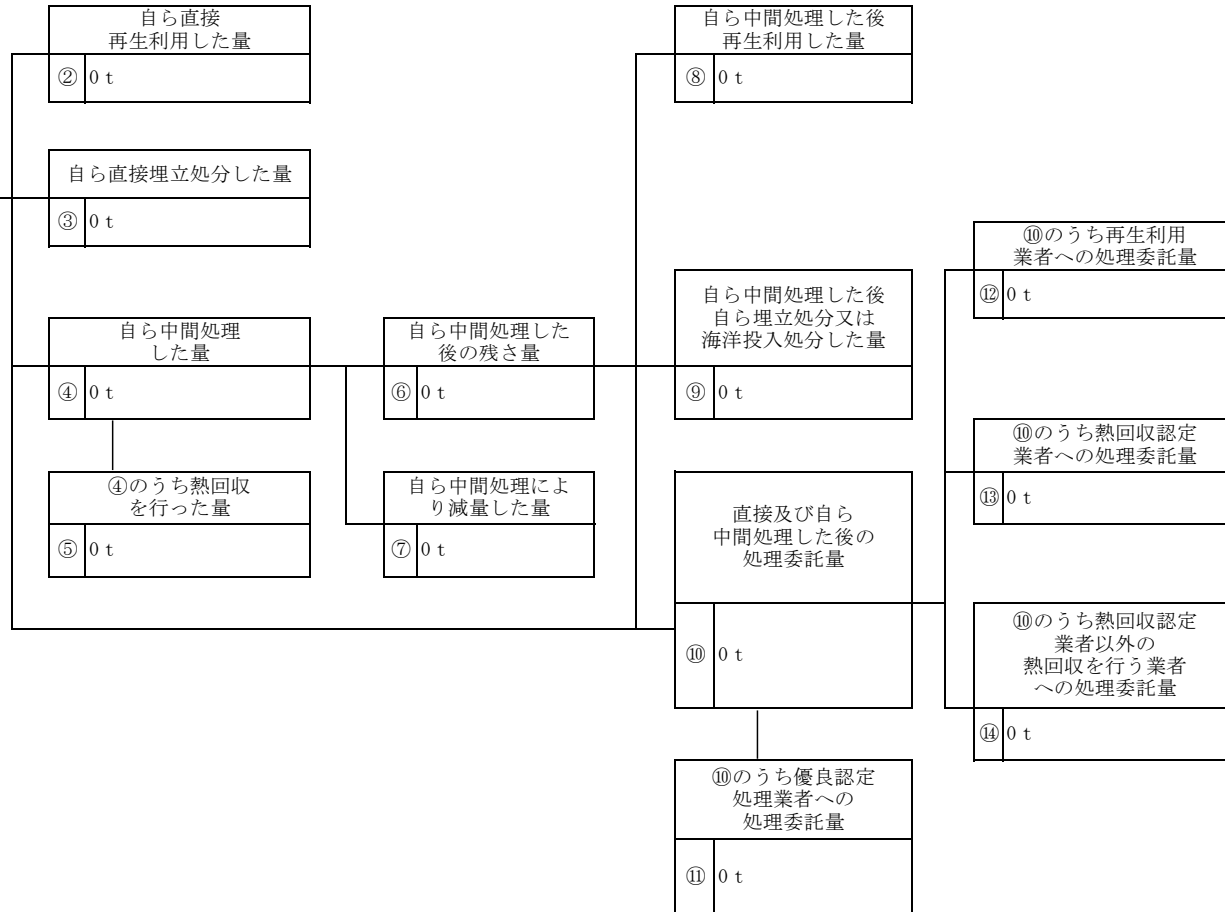 自ら直接
再生利用した量
② 0 t
自ら直接埋立処分した量
③ 0 t
自ら中間処理
した量
④ 0 t
④のうち熱回収
を行った量
⑤ 0 t
自ら中間処理した
後の残さ量
⑥ 0 t
自ら中間処理によ
り減量した量
⑦ 0 t
自ら中間処理した後
再生利用した量
⑧ 0 t
自ら中間処理した後
自ら埋立処分又は
海洋投入処分した量
⑨ 0 t
直接及び自ら
中間処理した後の
処理委託量
⑩ 0 t
⑩のうち優良認定
処理業者への
処理委託量
⑪ 0 t
⑩のうち再生利用
業者への処理委託量
⑫ 0 t
⑩のうち熱回収認定
業者への処理委託量
⑬ 0 t
⑩のうち熱回収認定
業者以外の
熱回収を行う業者
への処理委託量
⑭ 0 t